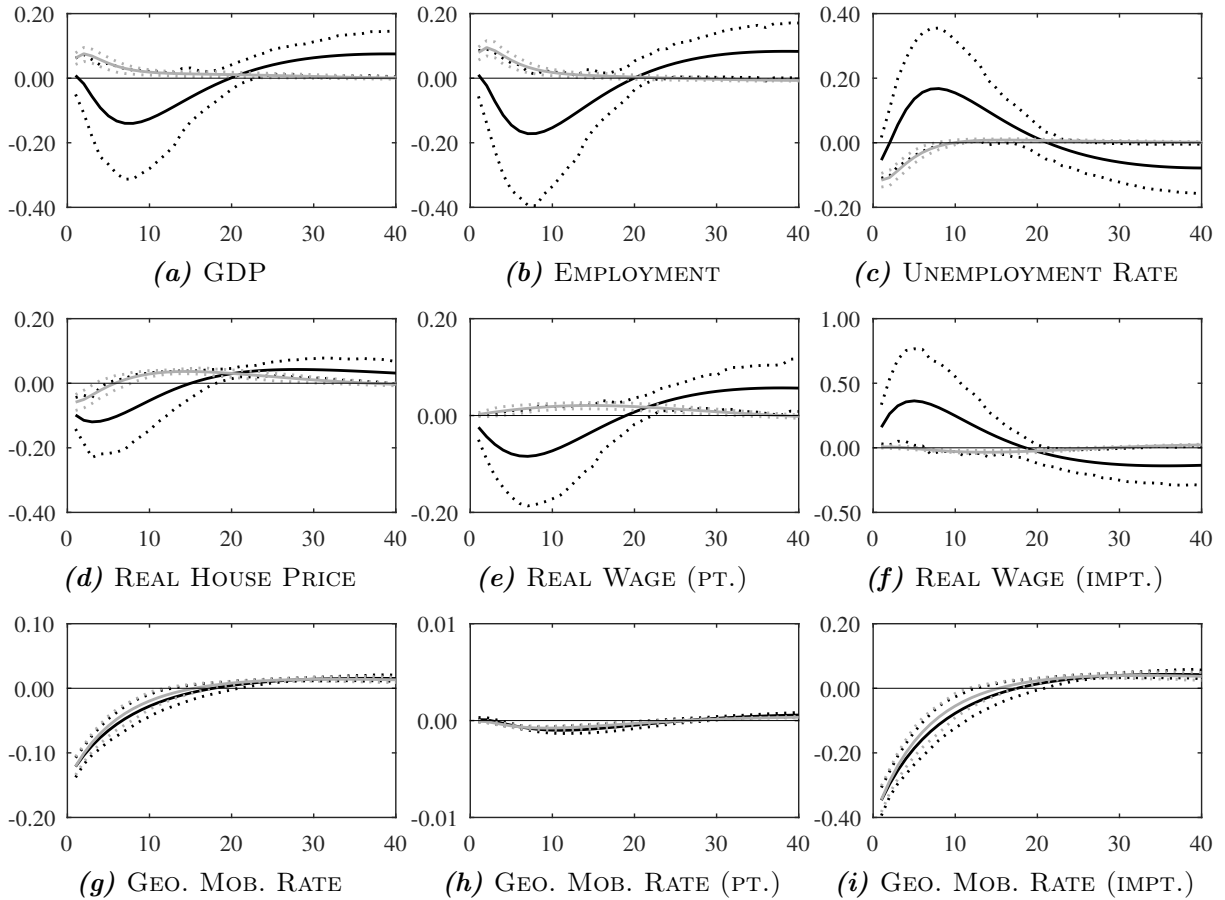 0.20
0.00
-0.20
-0.40
0 10 20 30 40
(a) GDP
0.20
0.00
-0.20
-0.40
0 10 20 30 40
(b) EMPLOYMENT
0.40
0.20
0.00
-0.20
0 10 20 30 40
(c) UNEMPLOYMENT RATE
0.20
0.00
-0.20
-0.40
0 10 20 30 40
(d) REAL HOUSE PRICE
0.20
0.00
-0.20
0 10 20 30 40
(e) REAL WAGE (PT.)
1.00
0.50
0.00
-0.50
0 10 20 30 40
(f) REAL WAGE (IMPT.)
0.10
0.00
-0.10
-0.20
0 10 20 30 40
(g) GEO. MOB. RATE
0.01
0.00
-0.01
0 10 20 30 40
(h) GEO. MOB. RATE (PT.)
0.20
0.00
-0.20
-0.40
0 10 20 30 40
(i) GEO. MOB. RATE (IMPT.)